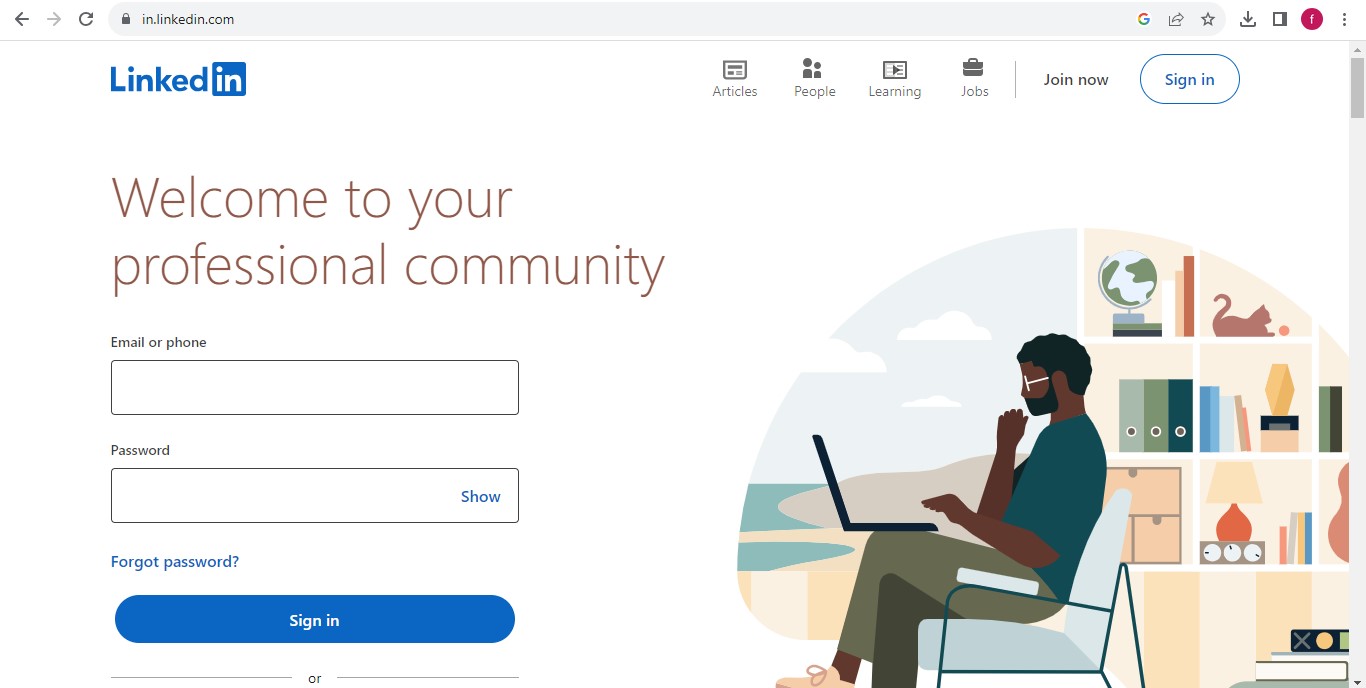 in.linkedin.com
f
Linkedin
Articles
People
Learning
Jobs
Join now
Sign in
Welcome to your
professional community
Email or phone
Password
Show
Forgot password?
Sign in
or